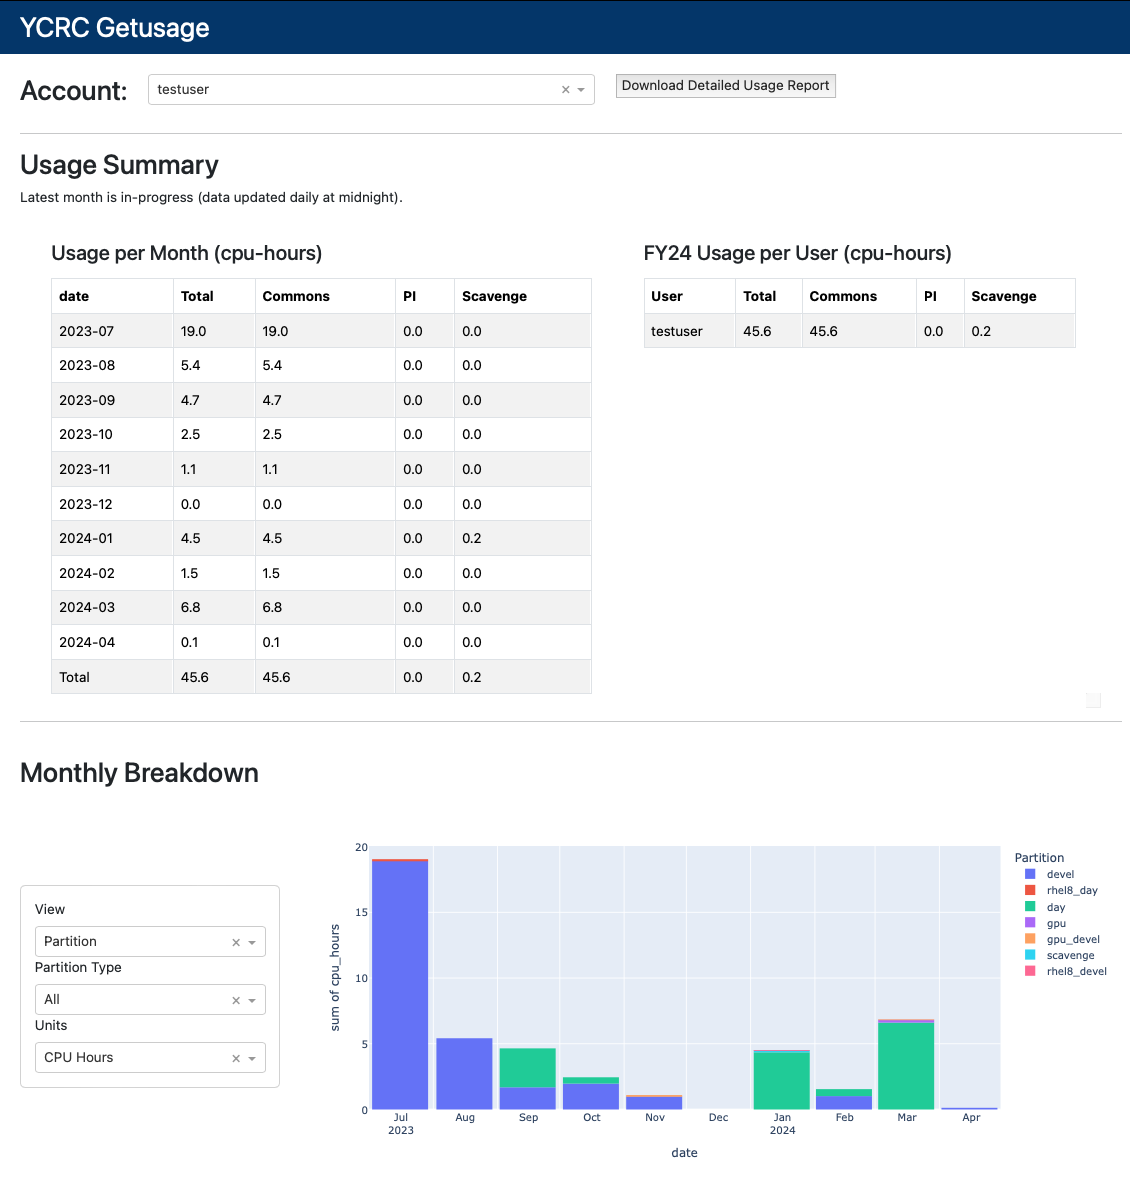 YCRC Getusage
Account: testuser × Download Detailed Usage Report
Usage Summary
Latest month is in-progress (data updated daily at midnight).
Usage per Month (cpu-hours)
date Total Commons PI Scavenge
2023-07 19.0 19.0 0.0 0.0
2023-08 5.4 5.4 0.0 0.0
2023-09 4.7 4.7 0.0 0.0
2023-10 2.5 2.5 0.0 0.0
2023-11 1.1 1.1 0.0 0.0
2023-12 0.0 0.0 0.0 0.0
2024-01 4.5 4.5 0.0 0.2
2024-02 1.5 1.5 0.0 0.0
2024-03 6.8 6.8 0.0 0.0
2024-04 0.1 0.1 0.0 0.0
Total 45.6 45.6 0.0 0.2
FY24 Usage per User (cpu-hours)
User Total Commons PI Scavenge
testuser 45.6 45.6 0.0 0.2
Monthly Breakdown
View
Partition ×
Partition Type
All ×
Units
CPU Hours ×
sum of cpu_hours
20
15
10
5
0
Jul Aug Sep Oct Nov Dec Jan Feb Mar Apr
2023 2024
date
Partition
devel
rhel8_day
day
gpu
gpu_devel
scavenge
rhel8_devel